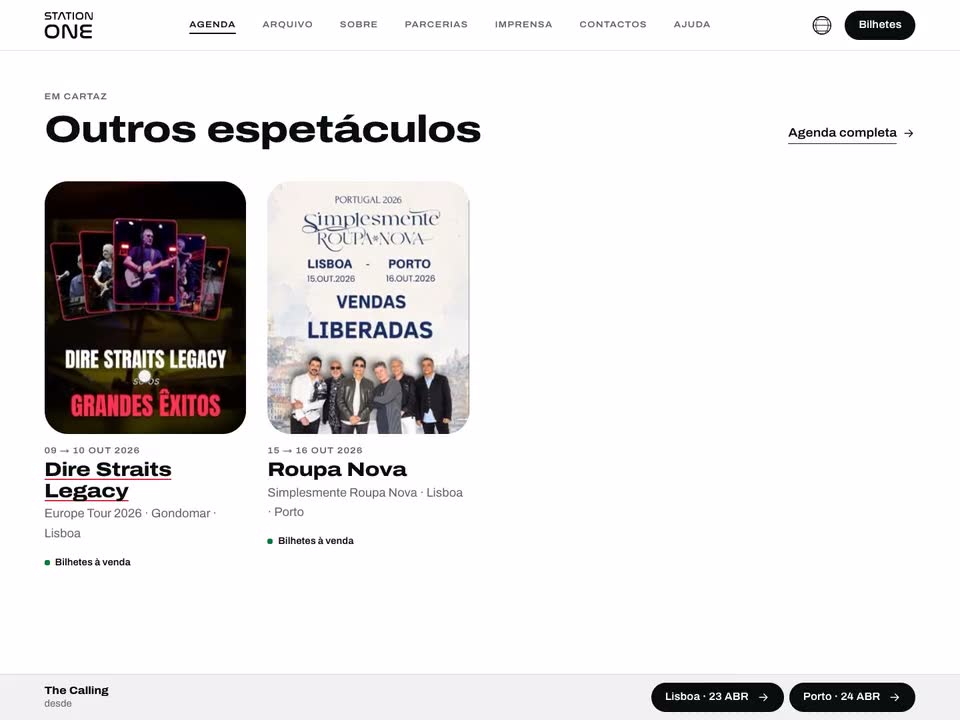 STATION
ONE
AGENDA
ARQUIVO
SOBRE
PARCERIAS
IMPRENSA
CONTACTOS
AJUDA
Bilhetes
EM CARTAZ
Outros espetáculos
Agenda completa →
DIRE STRAITS LEGACY
GRANDES ÊXITOS
09 → 10 OUT 2026
Dire Straits
Legacy
Europe Tour 2026 · Gondomar ·
Lisboa
Bilhetes à venda
PORTUGAL 2026
Simplesmente
ROUPA NOVA
LISBOA - PORTO
15.OUT.2026 16.OUT.2026
VENDAS
LIBERADAS
15 → 16 OUT 2026
Roupa Nova
Simplesmente Roupa Nova · Lisboa
· Porto
Bilhetes à venda
The Calling
desde
Lisboa · 23 ABR →
Porto · 24 ABR →